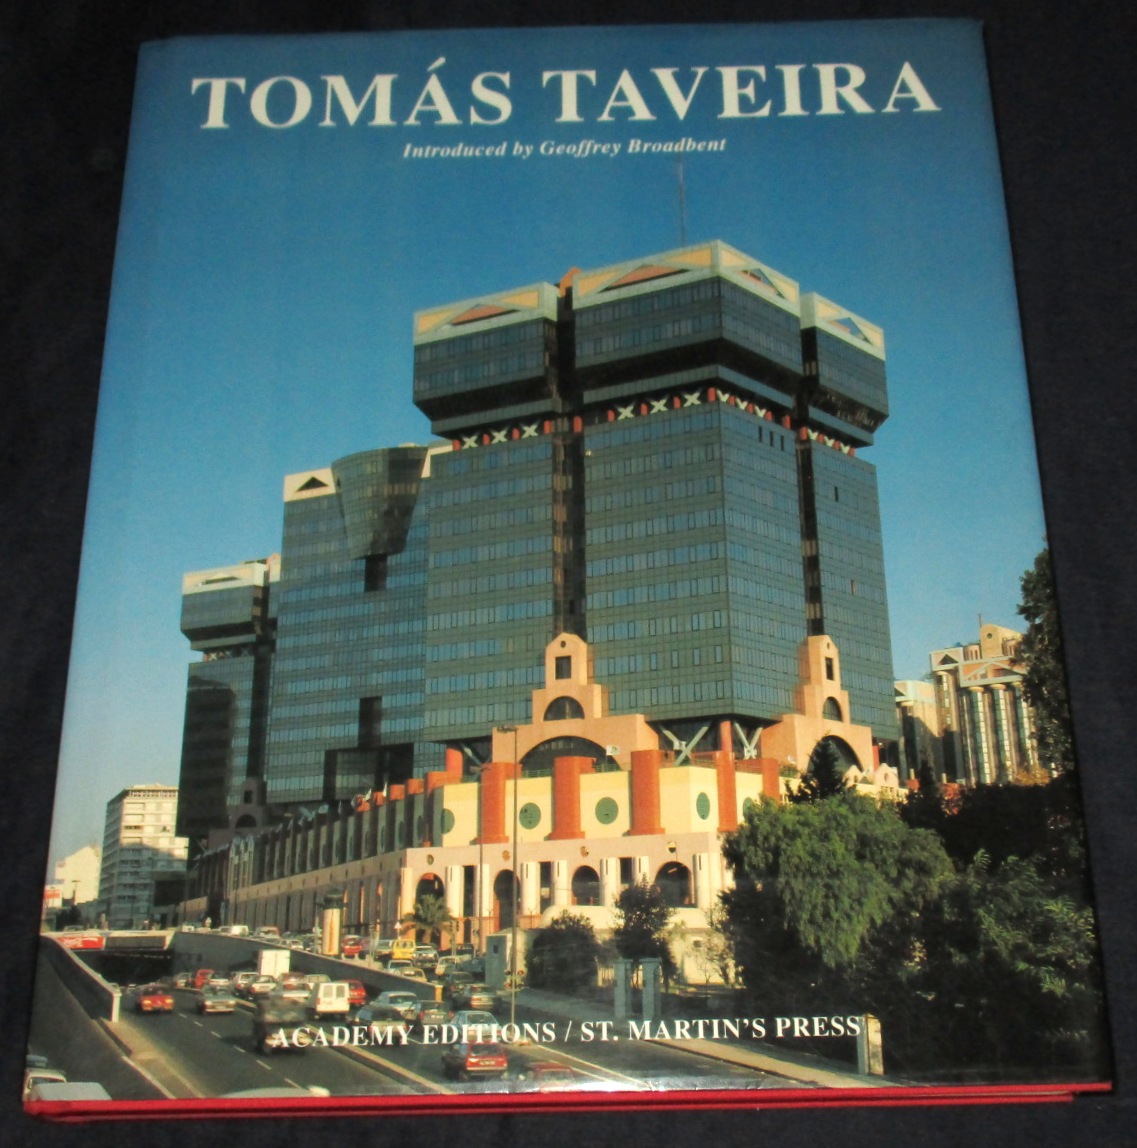 TOMÁS TAVEIRA
Introduced by Geoffrey Broadbent
ACADEMY EDITIONS / ST. MARTIN'S PRESS